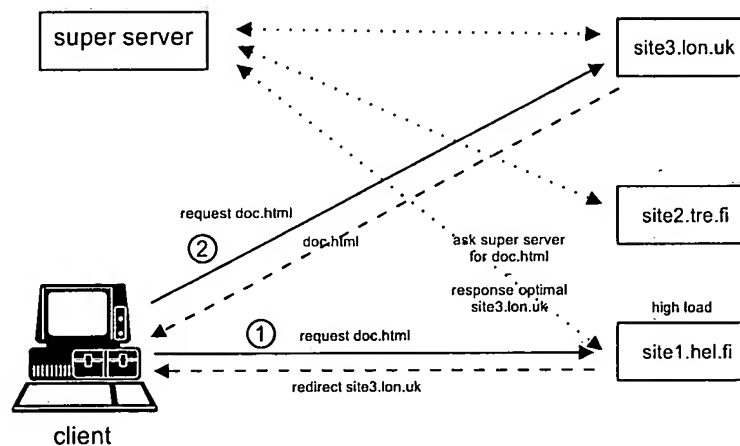 super server
site3.lon.uk
request doc.html
2
doc.html
site2.tre.fi
ask super server
for doc.html
response optimal
site3.lon.uk
high load
1
request doc.html
site1.hel.fi
redirect site3.lon.uk
client